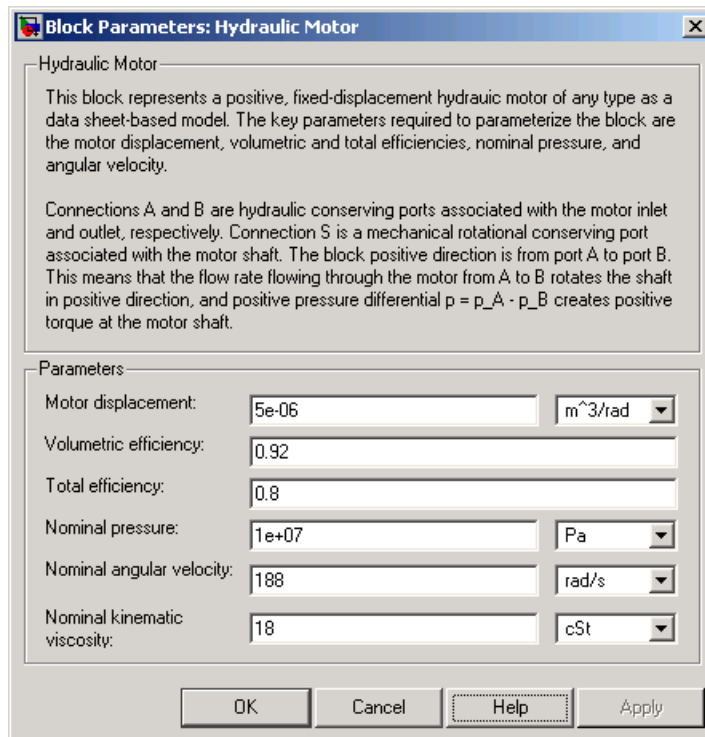 Block Parameters: Hydraulic Motor
Hydraulic Motor
This block represents a positive, fixed-displacement hydrauic motor of any type as a
data sheet-based model. The key parameters required to parameterize the block are
the motor displacement, volumetric and total efficiencies, nominal pressure, and
angular velocity.
Connections A and B are hydraulic conserving ports associated with the motor inlet
and outlet, respectively. Connection S is a mechanical rotational conserving port
associated with the motor shaft. The block positive direction is from port A to port B.
This means that the flow rate flowing through the motor from A to B rotates the shaft
in positive direction, and positive pressure differential p = p_A - p_B creates positive
torque at the motor shaft.
Parameters
Motor displacement: 5e-06 m^3/rad
Volumetric efficiency: 0.92
Total efficiency: 0.8
Nominal pressure: 1e+07 Pa
Nominal angular velocity: 188 rad/s
Nominal kinematic
viscosity: 18 cSt
OK Cancel Help Apply